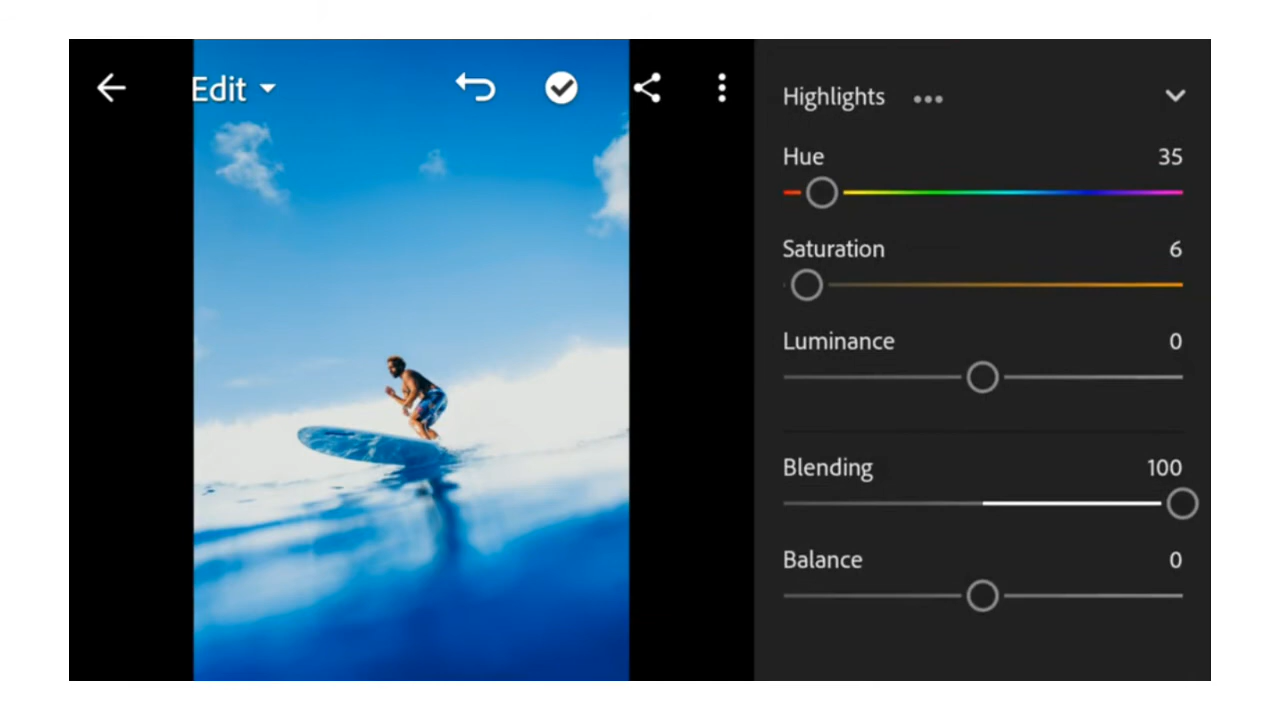 Edit
Highlights
Hue 35
Saturation 6
Luminance 0
Blending 100
Balance 0